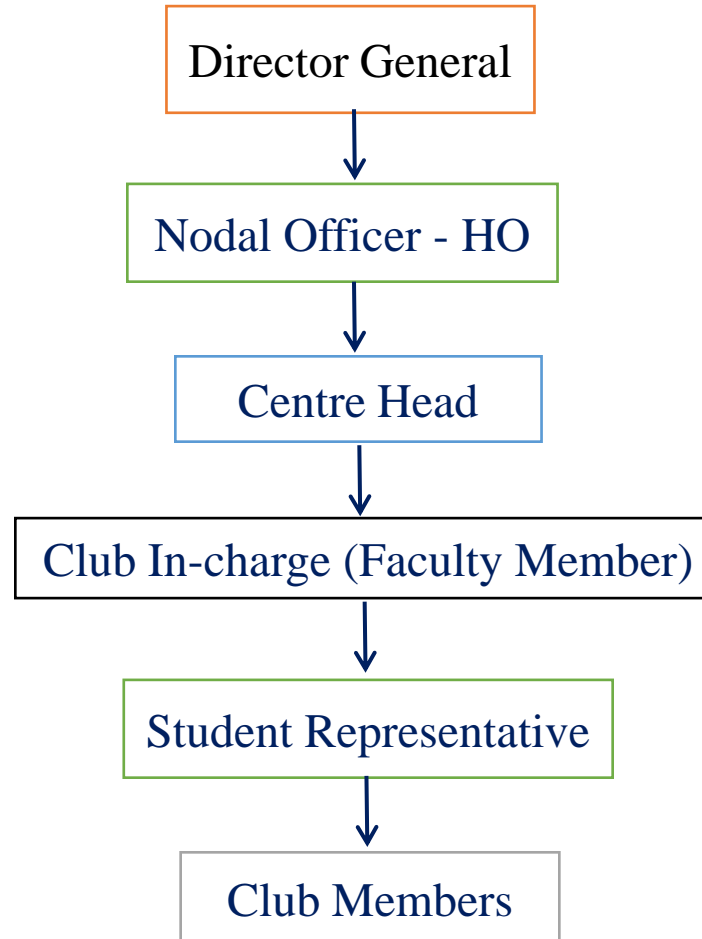 Director General
Nodal Officer - HO
Centre Head
Club In-charge (Faculty Member)
Student Representative
Club Members